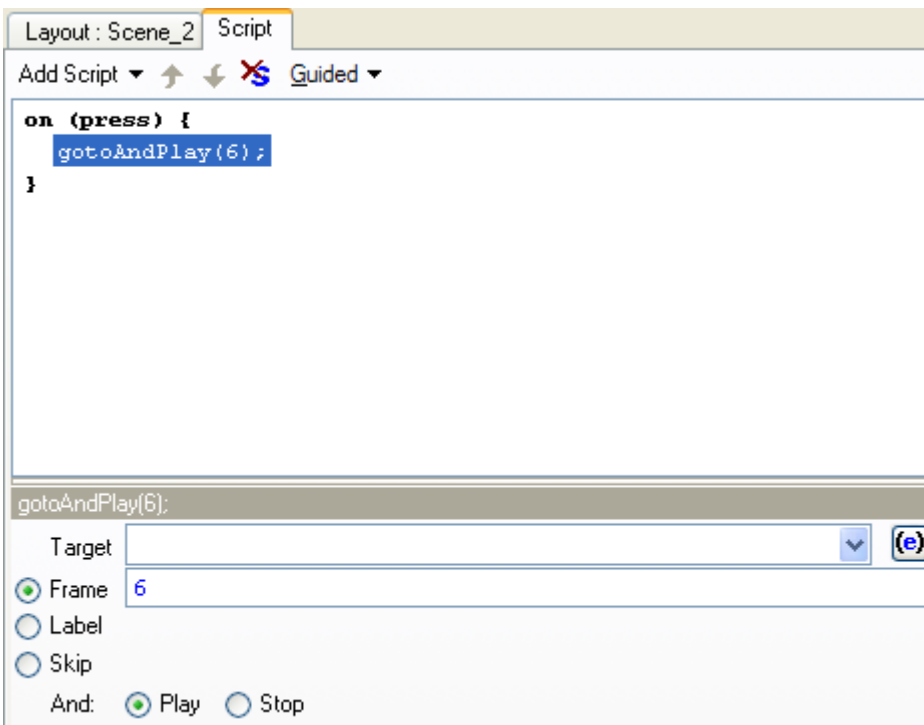 Layout : Scene_2 Script
Add Script Guided
on (press) {
gotoAndPlay(6);
}
gotoAndPlay(6);
Target (e)
Frame 6
Label
Skip
And: Play Stop